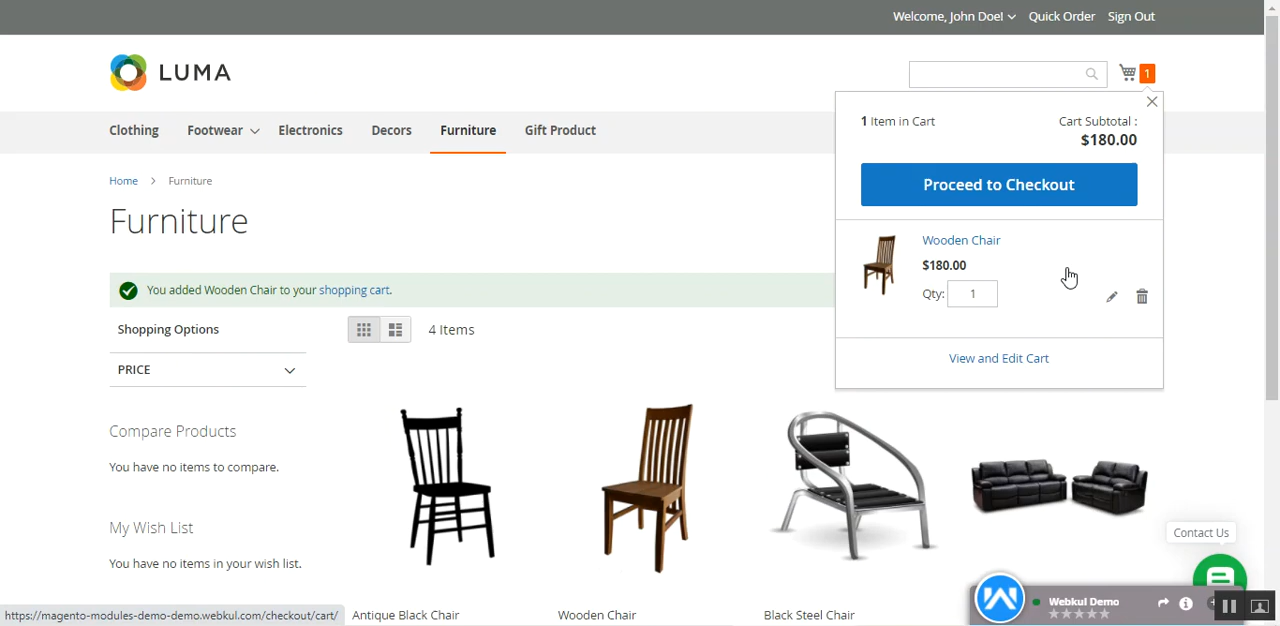 Welcome, John Doe! Quick Order Sign Out
LUMA
1
Clothing Footwear Electronics Decors Furniture Gift Product
1 Item in Cart Cart Subtotal :
$180.00
Proceed to Checkout
Wooden Chair
$180.00
Qty: 1
View and Edit Cart
Home Furniture
Furniture
You added Wooden Chair to your shopping cart.
Shopping Options
4 Items
PRICE
Compare Products
You have no items to compare.
My Wish List
You have no items in your wish list.
Antique Black Chair Wooden Chair Black Steel Chair
Contact Us
Webkul Demo
https://magento-modules-demo-demo.webkul.com/checkout/cart/